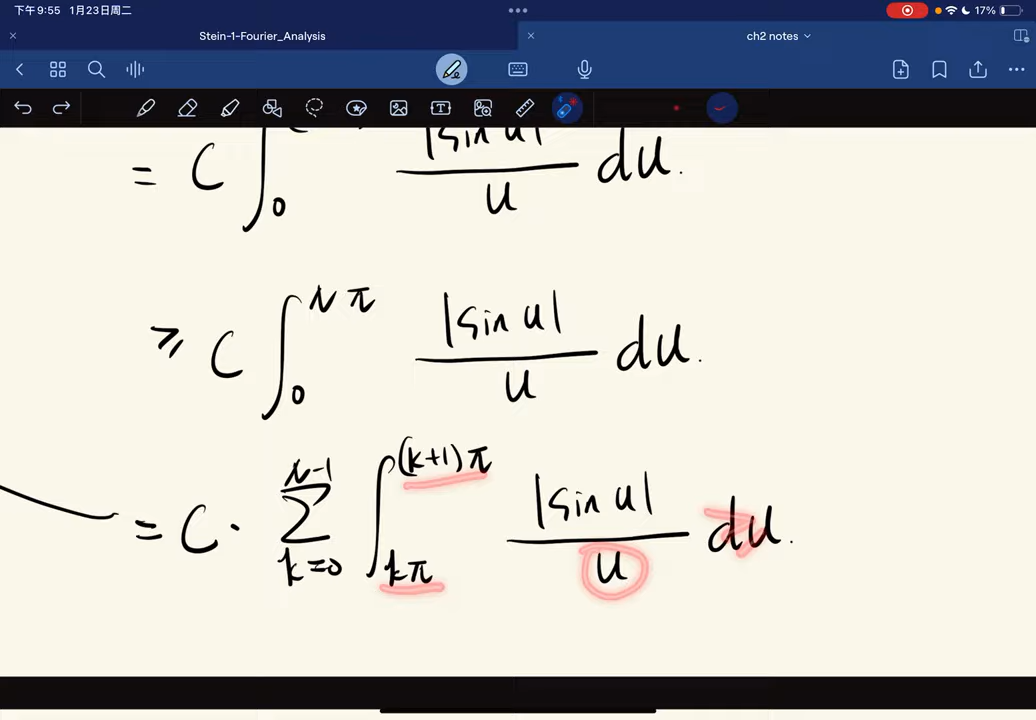 下午9:55 1月23日周二
17%
Stein-1-Fourier_Analysis
ch2 notes
= C ∫_0 |sin u| / u du.
≥ C ∫_0^{Nπ} |sin u| / u du.
= C · ∑_{k=0}^{N-1} ∫_{kπ}^{(k+1)π} |sin u| / u du.